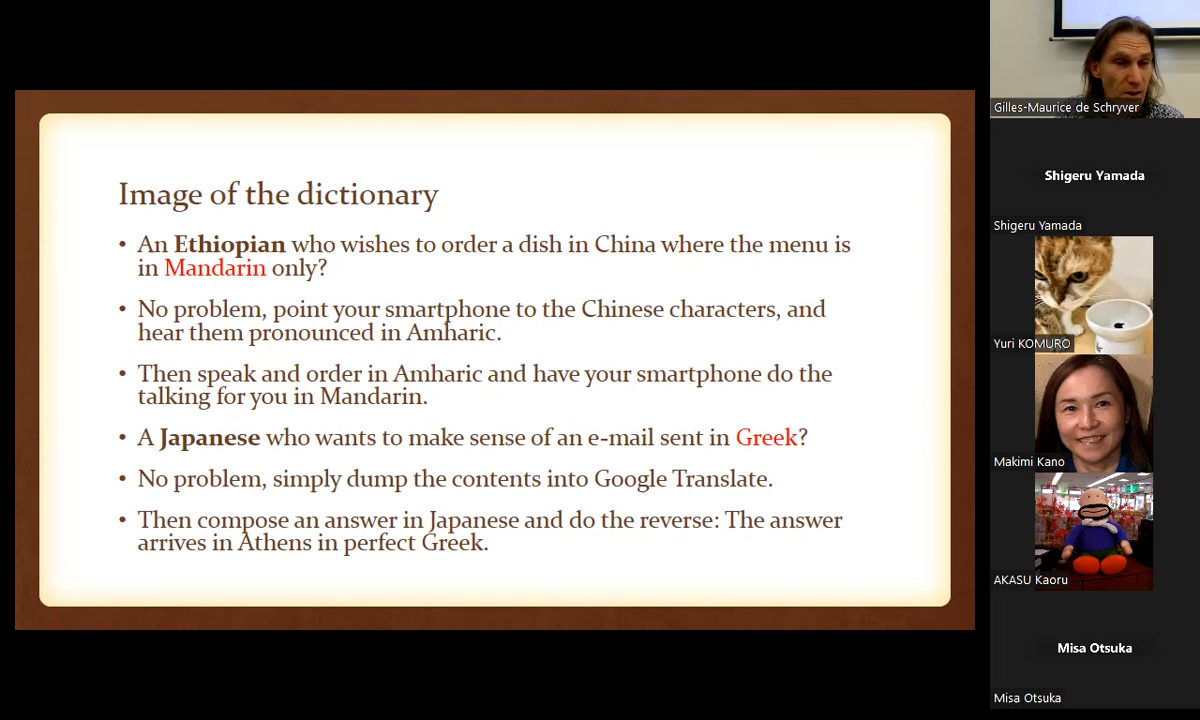 Image of the dictionary
• An Ethiopian who wishes to order a dish in China where the menu is
in Mandarin only?
• No problem, point your smartphone to the Chinese characters, and
hear them pronounced in Amharic.
• Then speak and order in Amharic and have your smartphone do the
talking for you in Mandarin.
• A Japanese who wants to make sense of an e-mail sent in Greek?
• No problem, simply dump the contents into Google Translate.
• Then compose an answer in Japanese and do the reverse: The answer
arrives in Athens in perfect Greek.
Gilles-Maurice de Schryver
Shigeru Yamada
Shigeru Yamada
Yuri KOMURO
Makimi Kano
AKASU Kaoru
Misa Otsuka
Misa Otsuka